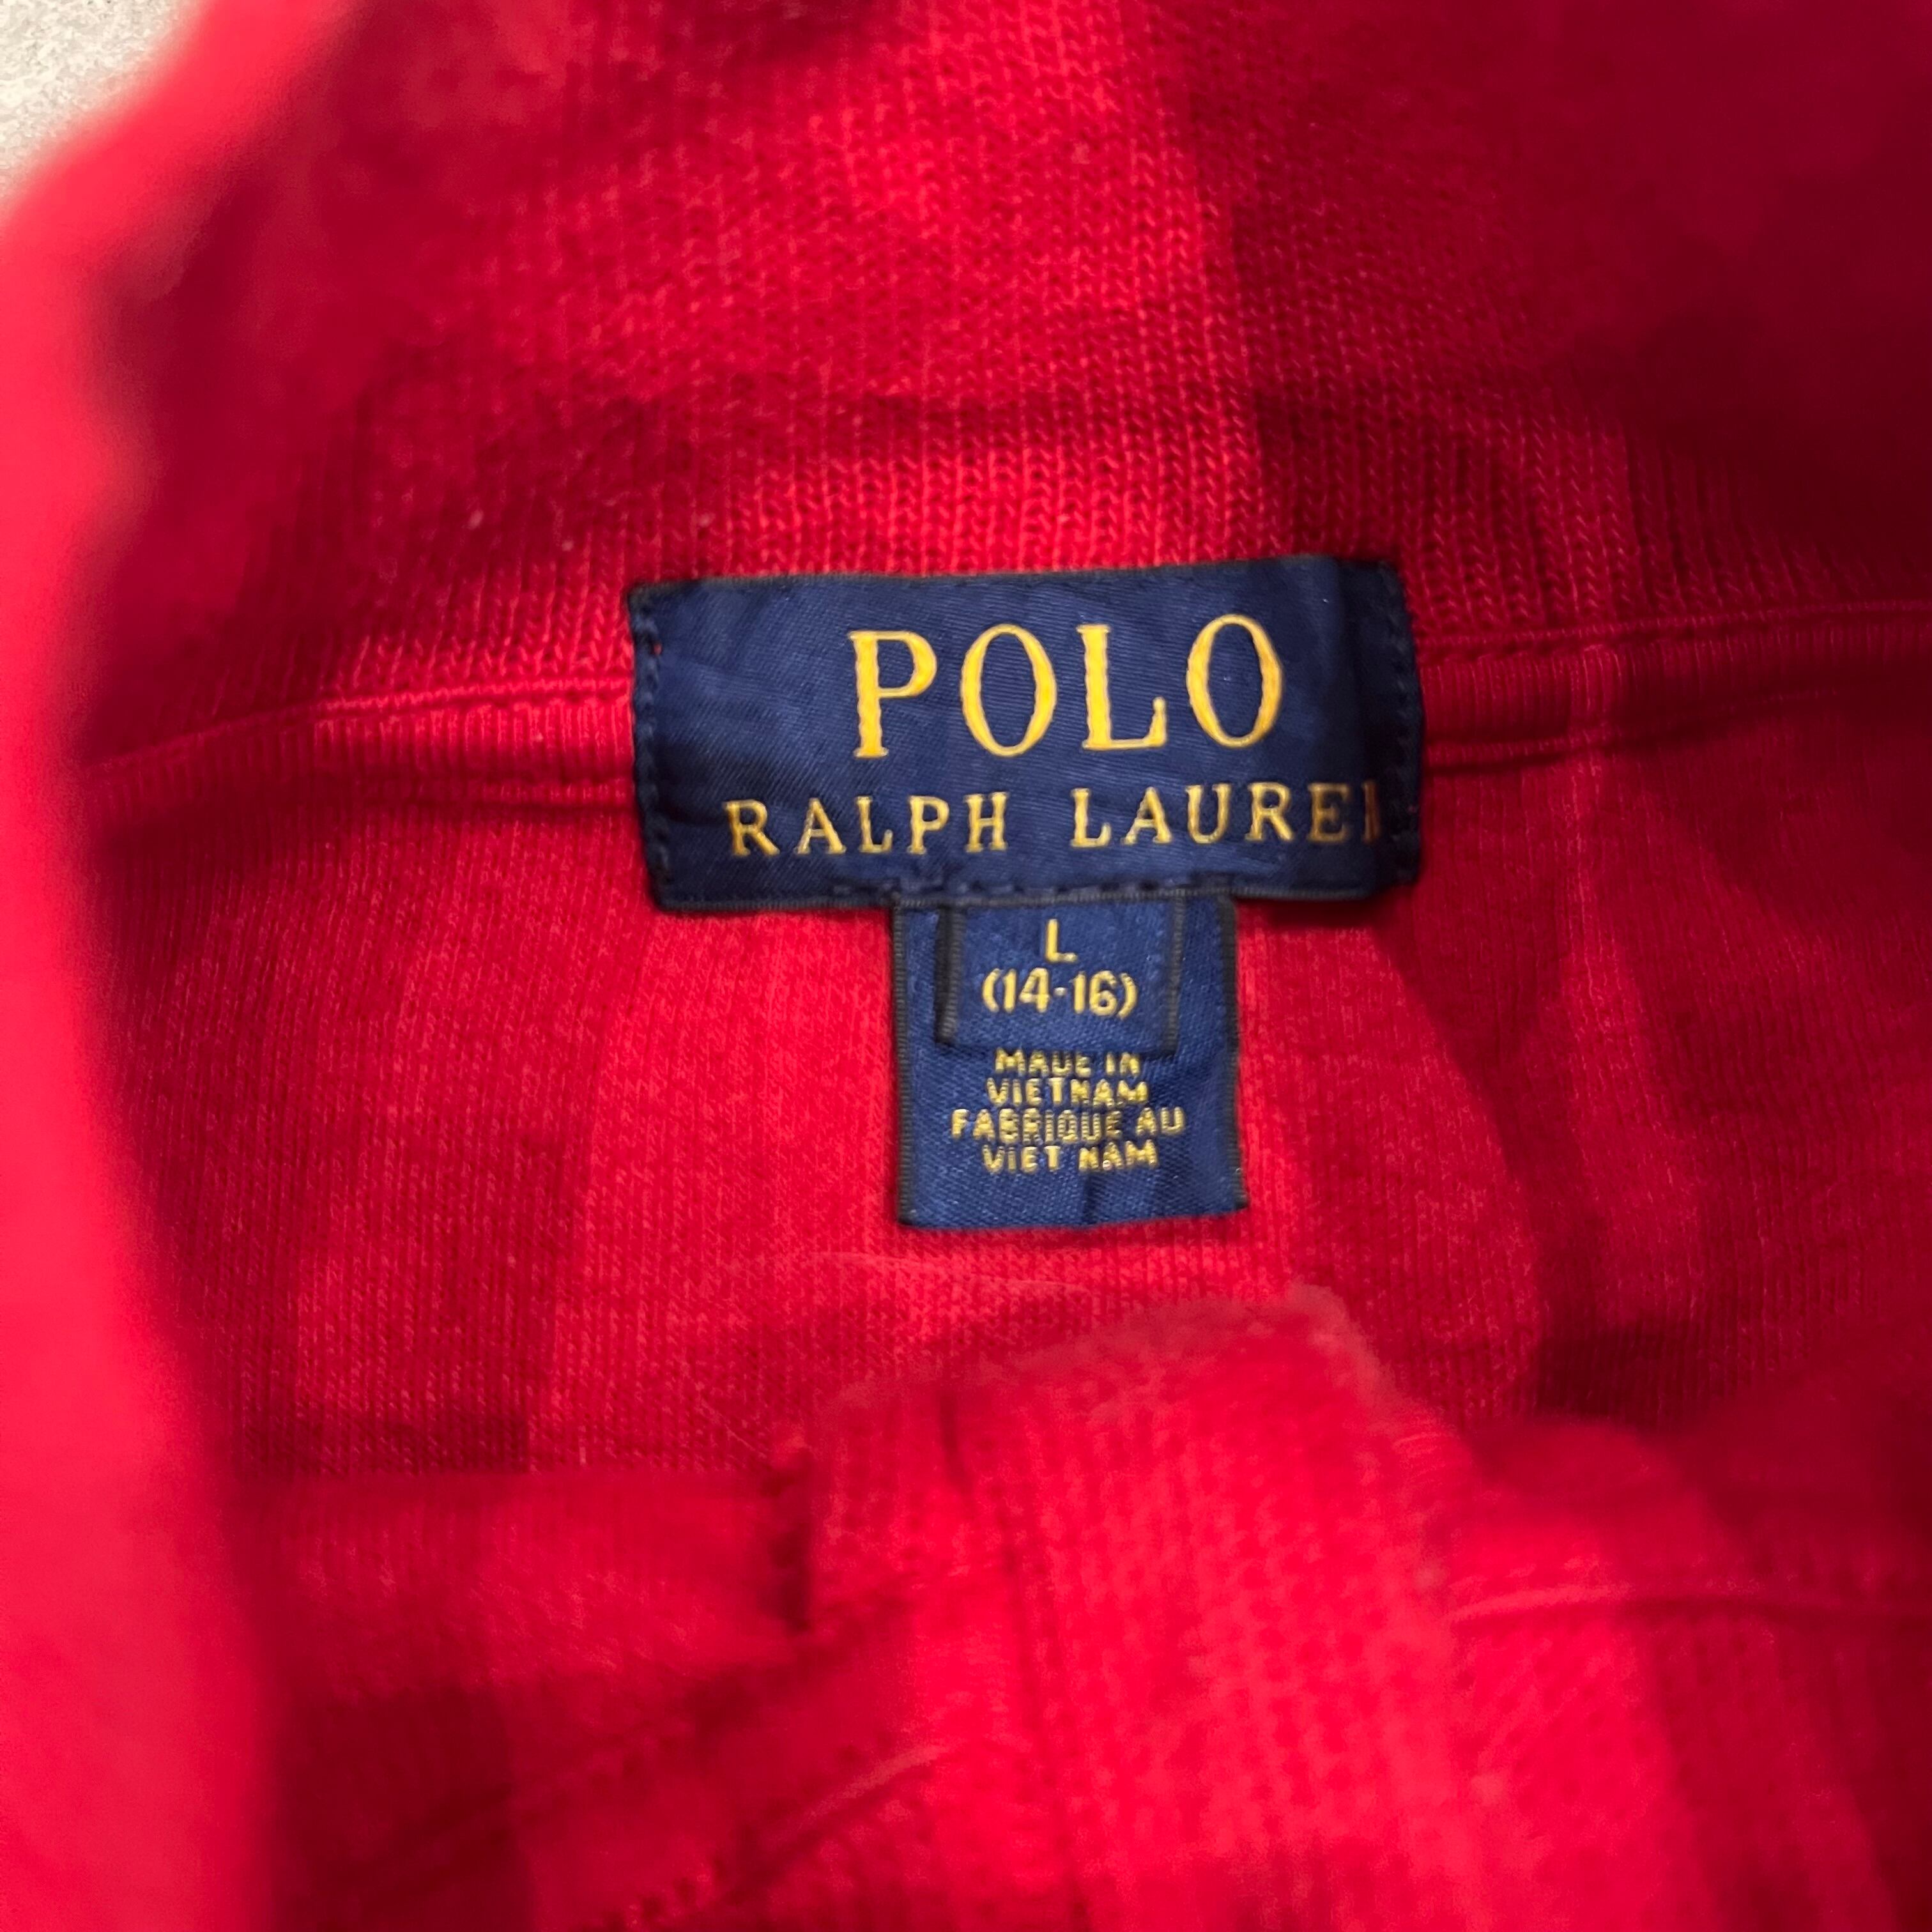 POLO
RALPH LAUREN
L
(14-16)
MADE IN
VIETNAM
FABRIQUE AU
VIET NAM